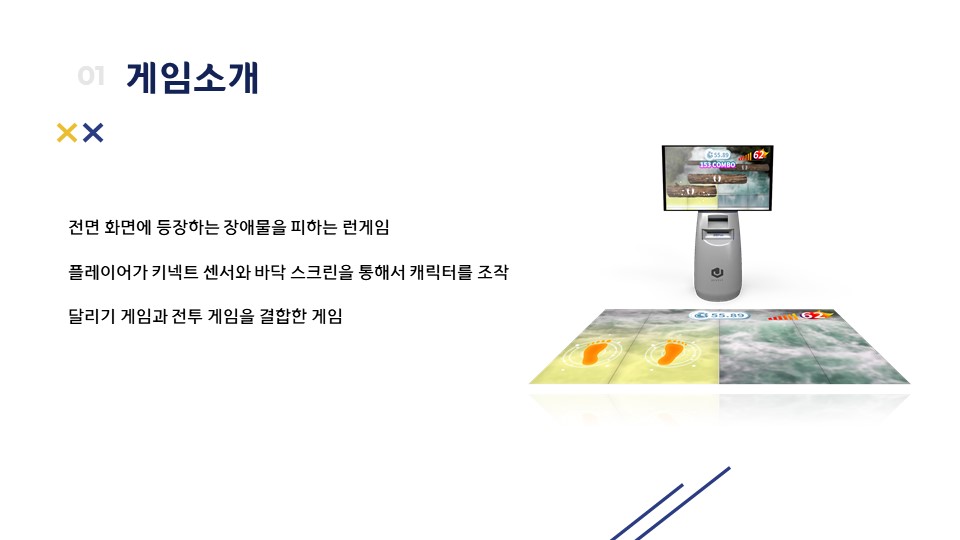 01 게임소개
전면 화면에 등장하는 장애물을 피하는 런게임
플레이어가 키넥트 센서와 바닥 스크린을 통해서 캐릭터를 조작
달리기 게임과 전투 게임을 결합한 게임
55.89
62
153 COMBO
55.89
62